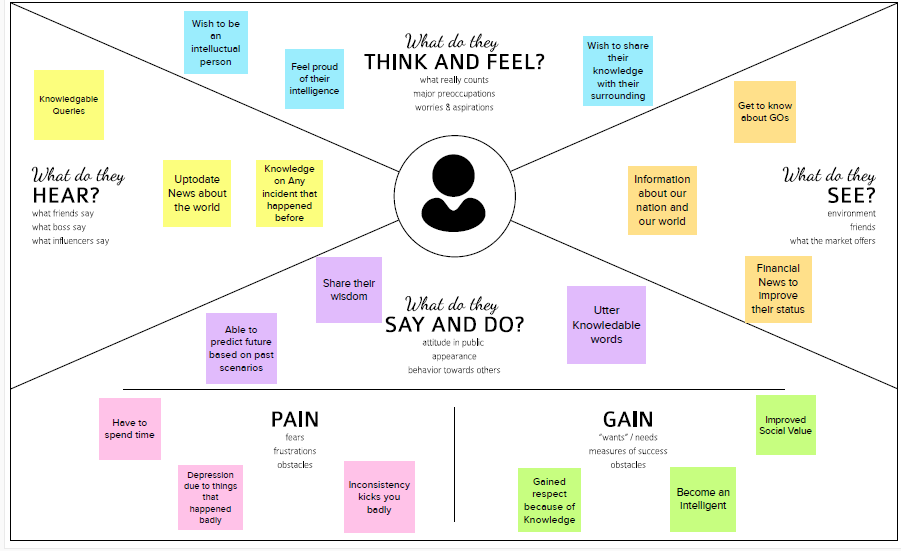 Wish to be
an
intelluctual
person
Feel proud
of their
intelligence
What do they
THINK AND FEEL?
what really counts
major preoccupations
worries & aspirations
Wish to share
their
knowledge
with their
surrounding
Knowledgable
Queries
What do they
HEAR?
what friends say
what boss say
what influencers say
Uptodate
News about
the world
Knowledge
on Any
incident that
happened
before
Get to know
about GOs
Information
about our
nation and
our world
What do they
SEE?
environment
friends
what the market offers
Financial
News to
improve
their status
Share their
wisdom
Able to
predict future
based on past
scenarios
What do they
SAY AND DO?
attitude in public
appearance
behavior towards others
Utter
Knowledable
words
Have to
spend time
PAIN
fears
frustrations
obstacles
Depression
due to things
that
happened
badly
Inconsistency
kicks you
badly
GAIN
"wants" / needs
measures of success
obstacles
Improved
Social Value
Gained
respect
because of
Knowledge
Become an
intelligent